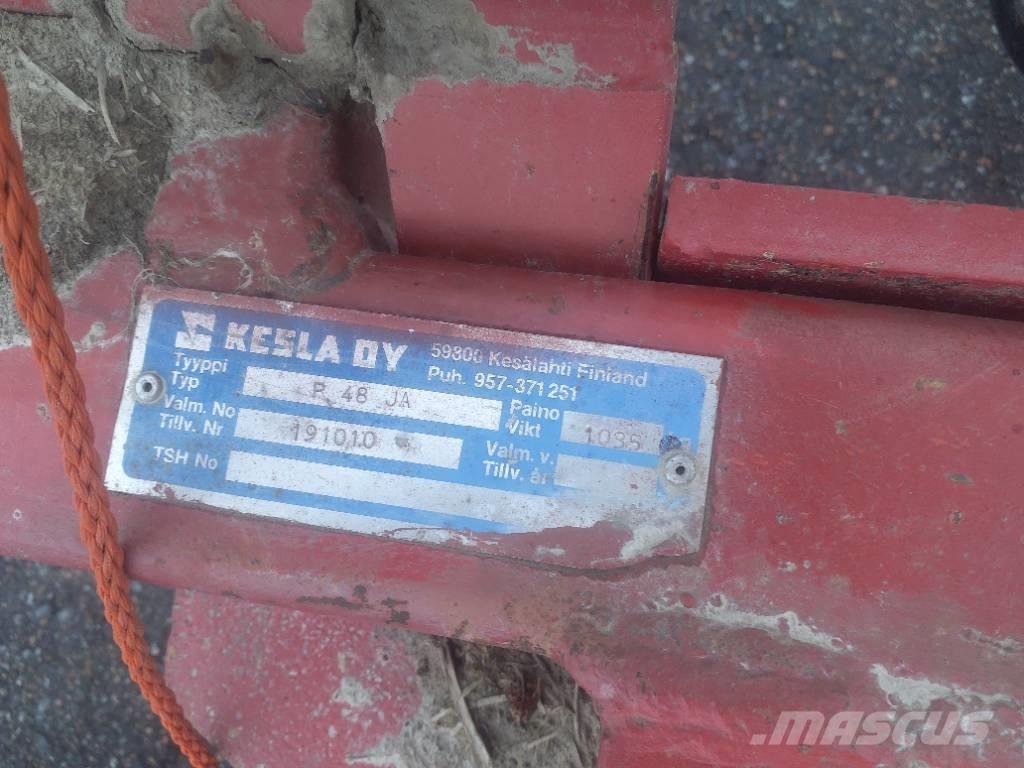 KESLA OY 59300 Kesälahti Finland
Puh. 957-371 251
Tyyppi
Typ P 48 JA
Paino
Vikt 1035
Valm. No
Tillv. Nr 191010
Valm. v.
Tillv. år
TSH No
MASCUS